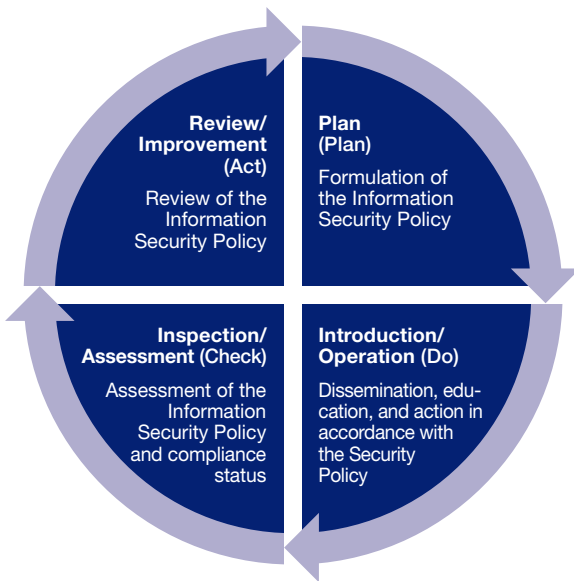 Review/
Improvement
(Act)
Review of the
Information
Security Policy
Plan
(Plan)
Formulation of
the Information
Security Policy
Inspection/
Assessment (Check)
Assessment of the
Information
Security Policy
and compliance
status
Introduction/
Operation (Do)
Dissemination, edu-
cation, and action in
accordance with
the Security
Policy